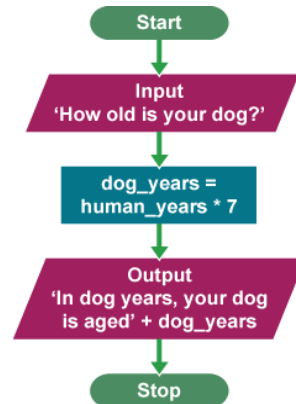 Start
Input
‘How old is your dog?’
dog_years =
human_years * 7
Output
‘In dog years, your dog
is aged’ + dog_years
Stop